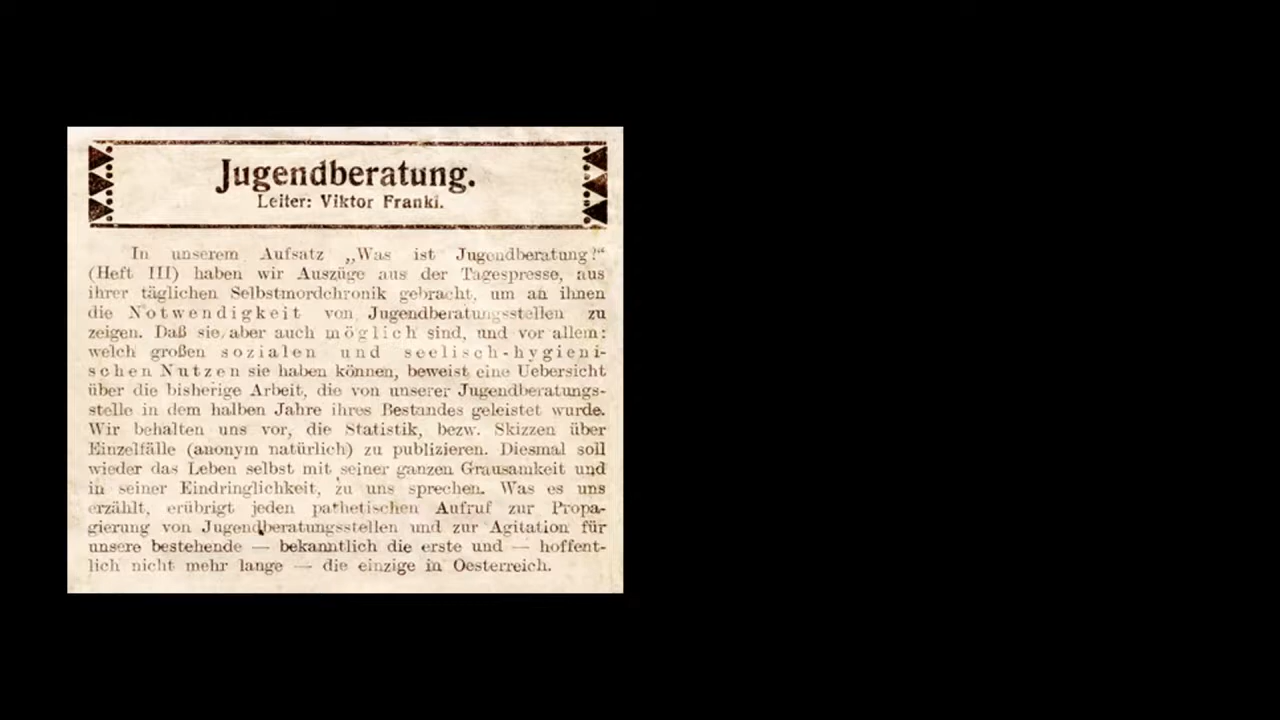 Jugendberatung.
Leiter: Viktor Frankl.
In unserem Aufsatz „Was ist Jugendberatung?“
(Heft III) haben wir Auszüge aus der Tagespresse, aus
ihrer täglichen Selbstmordchronik gebracht, um an ihnen
die Notwendigkeit von Jugendberatungsstellen zu
zeigen. Daß sie aber auch möglich sind, und vor allem:
welch großen sozialen und seelisch-hygieni-
schen Nutzen sie haben können, beweist eine Uebersicht
über die bisherige Arbeit, die von unserer Jugendberatungs-
stelle in dem halben Jahre ihres Bestandes geleistet wurde.
Wir behalten uns vor, die Statistik, bezw. Skizzen über
Einzelfälle (anonym natürlich) zu publizieren. Diesmal soll
wieder das Leben selbst mit seiner ganzen Grausamkeit und
in seiner Eindringlichkeit, zu uns sprechen. Was es uns
erzählt, erübrigt jeden pathetischen Aufruf zur Propa-
gierung von Jugendberatungsstellen und zur Agitation für
unsere bestehende — bekanntlich die erste und — hoffent-
lich nicht mehr lange — die einzige in Oesterreich.